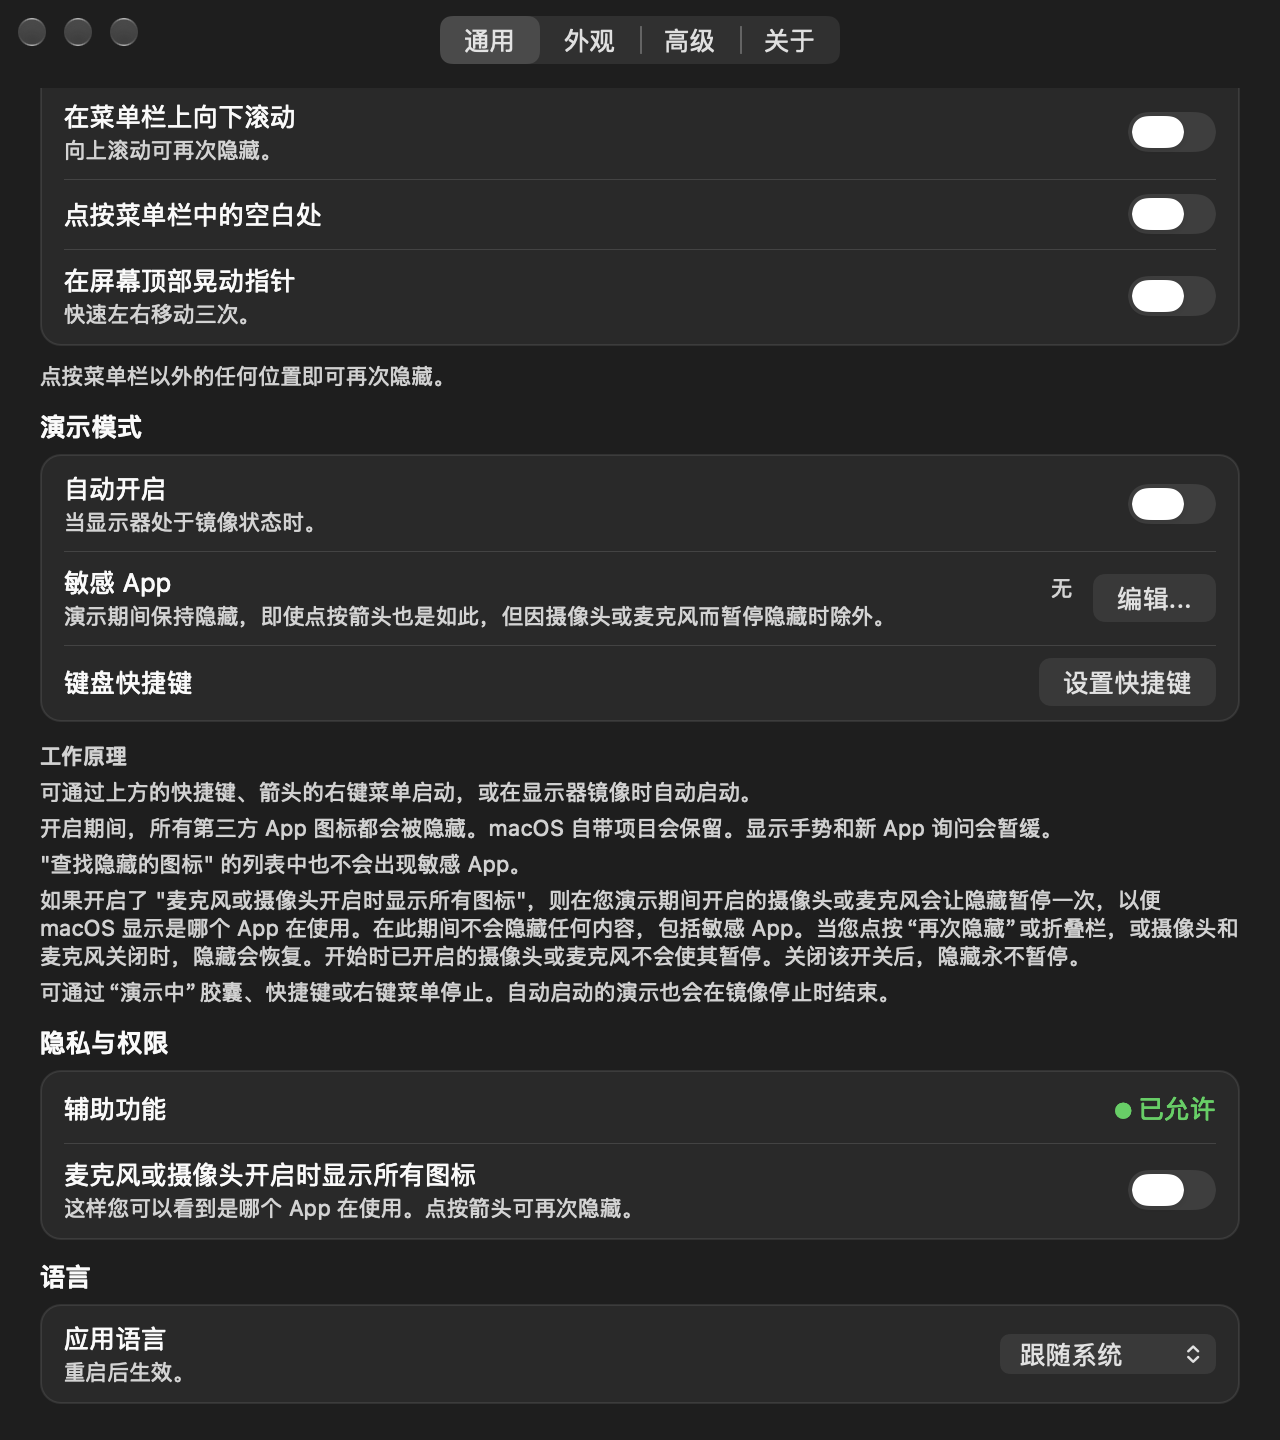 通用 外观 高级 关于
在菜单栏上向下滚动
向上滚动可再次隐藏。
点按菜单栏中的空白处
在屏幕顶部晃动指针
快速左右移动三次。
点按菜单栏以外的任何位置即可再次隐藏。
演示模式
自动开启
当显示器处于镜像状态时。
敏感 App
演示期间保持隐藏，即使点按箭头也是如此，但因摄像头或麦克风而暂停隐藏时除外。
无 编辑...
键盘快捷键 设置快捷键
工作原理
可通过上方的快捷键、箭头的右键菜单启动，或在显示器镜像时自动启动。
开启期间，所有第三方 App 图标都会被隐藏。macOS 自带项目会保留。显示手势和新 App 询问会暂缓。
"查找隐藏的图标" 的列表中也不会出现敏感 App。
如果开启了 "麦克风或摄像头开启时显示所有图标"，则在您演示期间开启的摄像头或麦克风会让隐藏暂停一次，以便
macOS 显示是哪个 App 在使用。在此期间不会隐藏任何内容，包括敏感 App。当您点按“再次隐藏”或折叠栏，或摄像头和
麦克风关闭时，隐藏会恢复。开始时已开启的摄像头或麦克风不会使其暂停。关闭该开关后，隐藏永不暂停。
可通过“演示中”胶囊、快捷键或右键菜单停止。自动启动的演示也会在镜像停止时结束。
隐私与权限
辅助功能 已允许
麦克风或摄像头开启时显示所有图标
这样您可以看到是哪个 App 在使用。点按箭头可再次隐藏。
语言
应用语言
重启后生效。
跟随系统